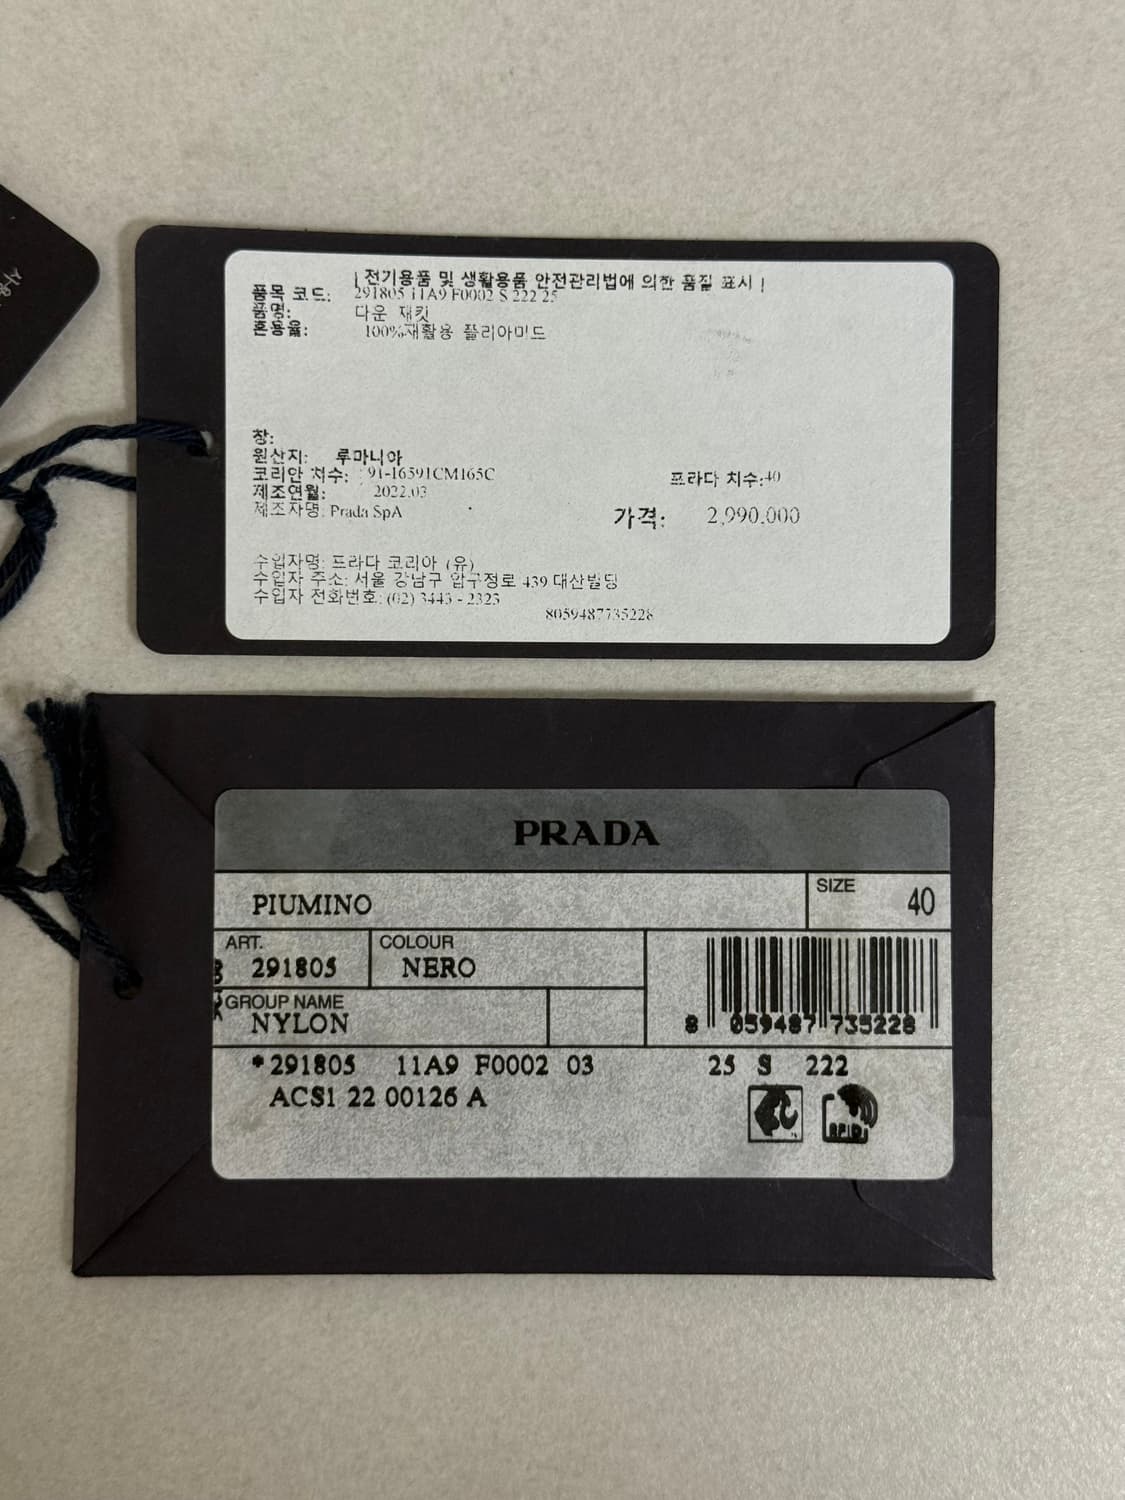 [ 전기용품 및 생활용품 안전관리법에 의한 품질 표시 ]
품목 코드: 291805 11A9 F0002 S 222 25
품명: 다운 재킷
혼용율: 100%재활용 폴리아미드
창:
원산지: 루마니아
코리안 치수: 91-16591CM165C 프라다 치수:40
제조연월: 2022.03
제조자명: Prada SpA 가격: 2,990,000
수입자명: 프라다 코리아 (유)
수입자 주소: 서울 강남구 압구정로 439 대산빌딩
수입자 전화번호: (02) 3443 - 2323
8059487735228
PRADA
PIUMINO SIZE 40
ART. COLOUR
291805 NERO
GROUP NAME
NYLON
8 059487 735228
*291805 11A9 F0002 03 25 S 222
ACS1 22 00126 A
RFID